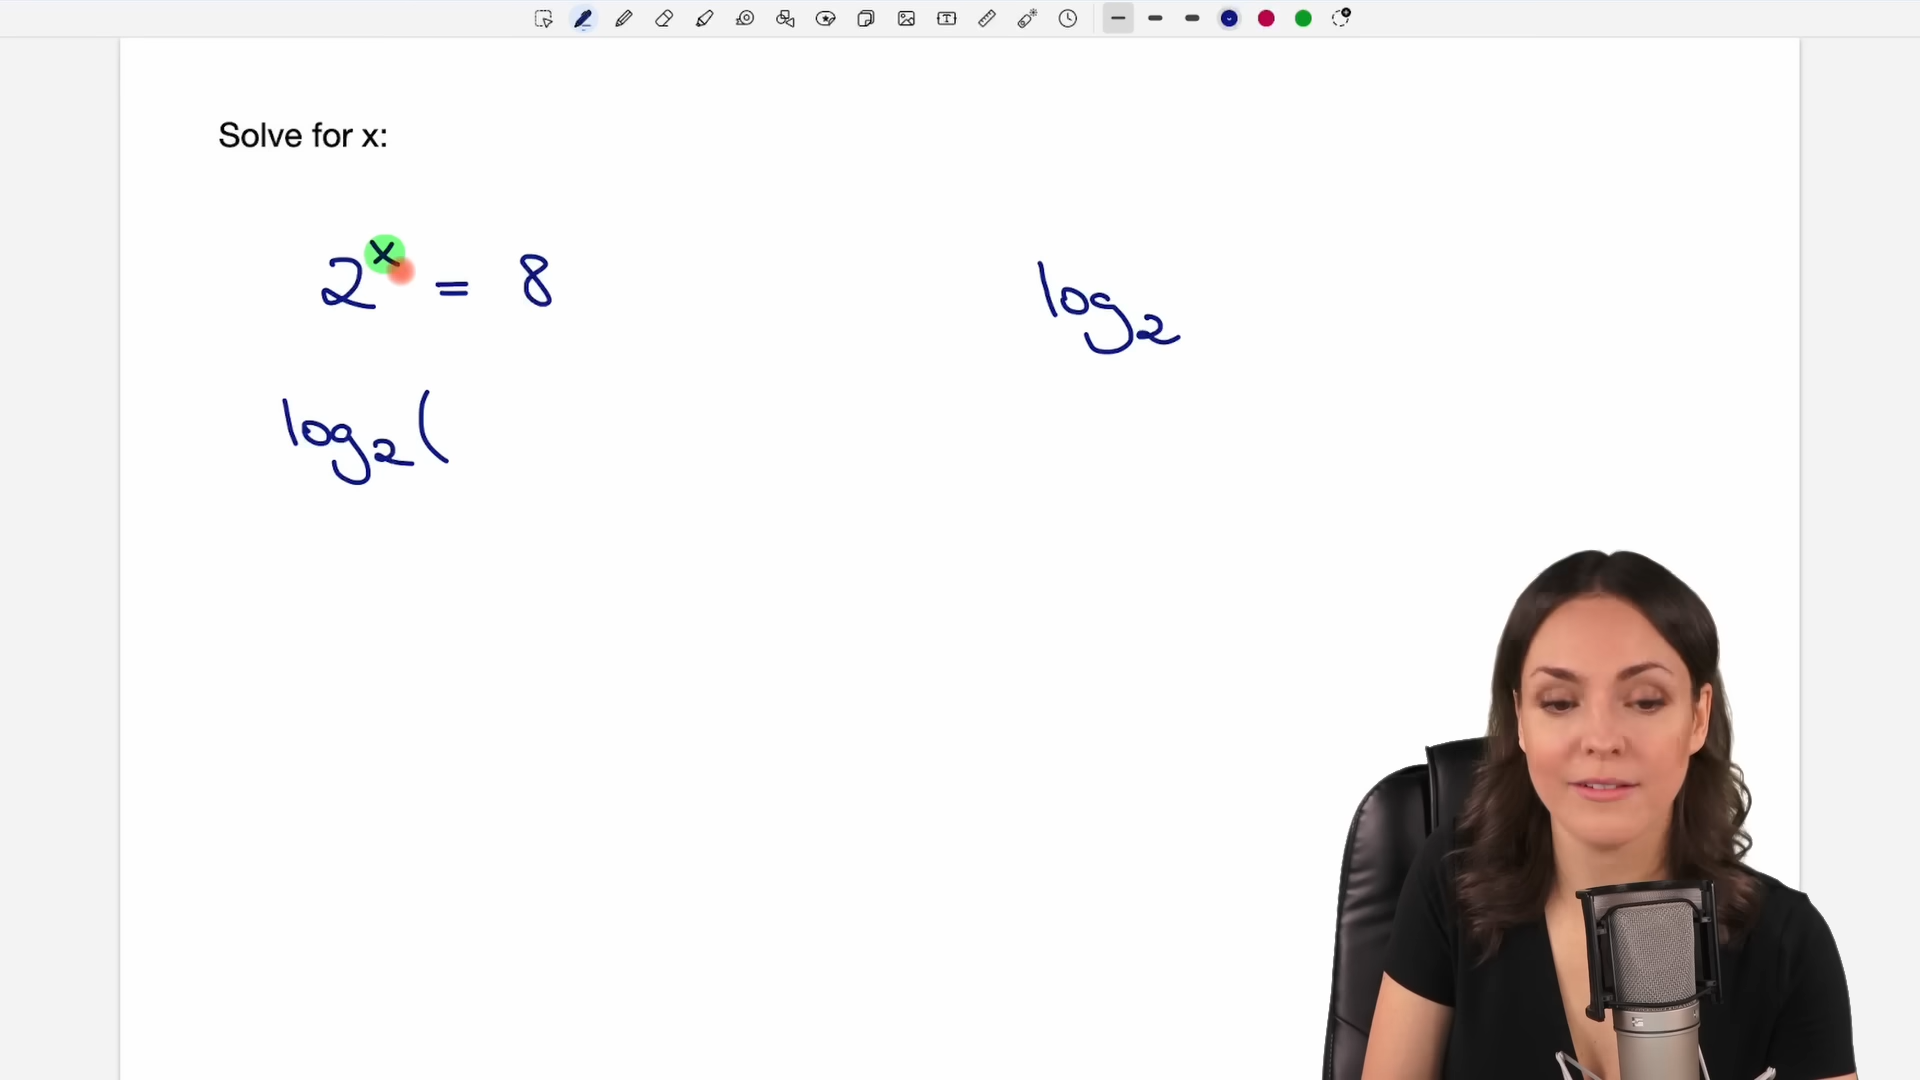 Solve for x:
2^x = 8
log₂
log₂(